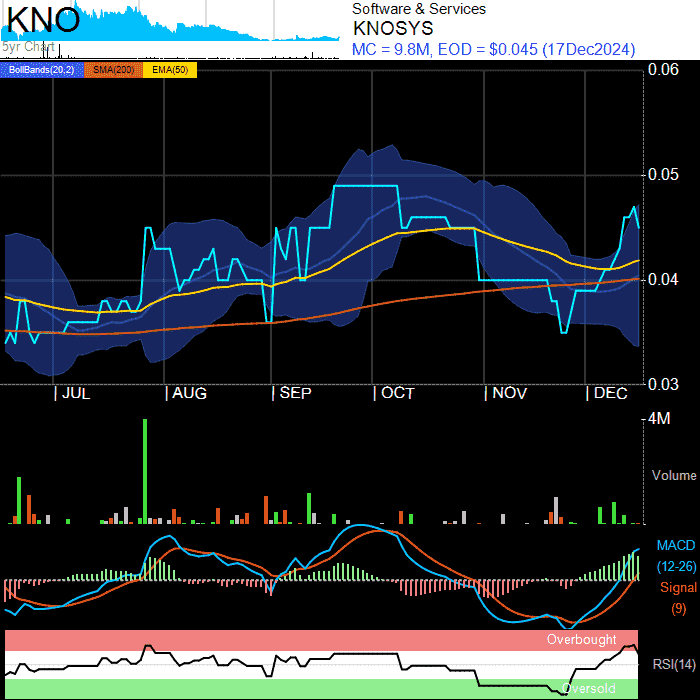 KNO
5yr Chart
Software & Services
KNOSYS
MC = 9.8M, EOD = $0.045 (17Dec2024)
BollBands(20,2) SMA(200) EMA(50)
0.06
0.05
0.04
0.03
| JUL | AUG | SEP | OCT | NOV | DEC
4M
Volume
MACD
(12-26)
Signal
(9)
Overbought
RSI(14)
Oversold